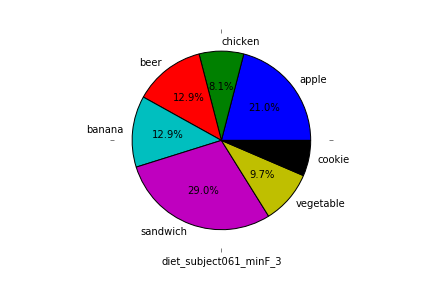 chicken
beer
apple
8.1%
12.9%
21.0%
banana
12.9%
cookie
9.7%
29.0%
vegetable
sandwich
diet_subject061_minF_3